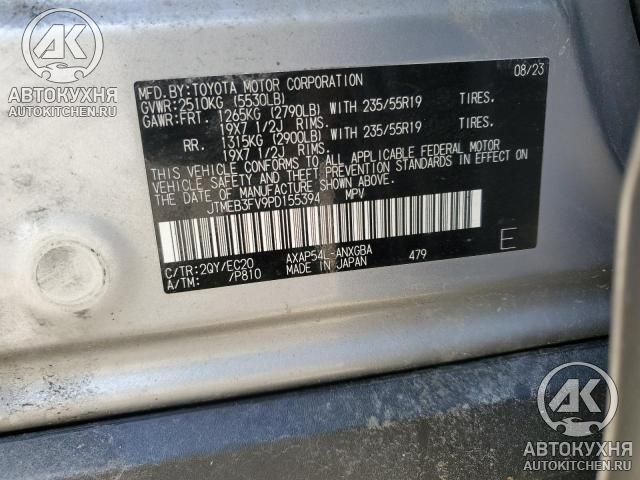 АК
АВТОКУХНЯ
AUTOKITCHEN.RU
MFD.BY:TOYOTA MOTOR CORPORATION 08/23
GVWR:2510KG (5530LB)
GAWR:FRT. 1265KG (2790LB) WITH 235/55R19 TIRES.
19X7 1/2J RIMS.
RR. 1315KG (2900LB) WITH 235/55R19 TIRES.
19X7 1/2J RIMS.
THIS VEHICLE CONFORMS TO ALL APPLICABLE FEDERAL MOTOR
VEHICLE SAFETY AND THEFT PREVENTION STANDARDS IN EFFECT ON
THE DATE OF MANUFACTURE SHOWN ABOVE.
JTMEB3FV9PD155394 MPV
C/TR:2QY/EC20 AXAP54L-ANXGBA 479
A/TM: /P810 MADE IN JAPAN
E
АК
АВТОКУХНЯ
AUTOKITCHEN.RU